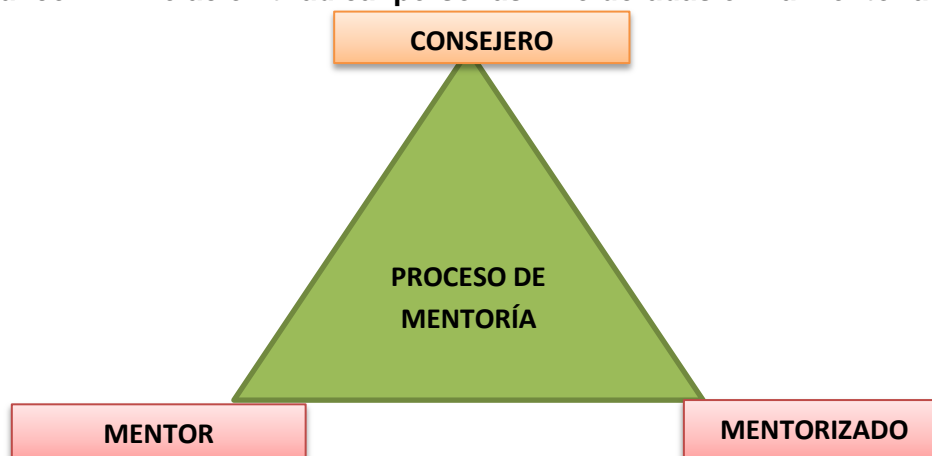 CONSEJERO
PROCESO DE
MENTORÍA
MENTOR
MENTORIZADO